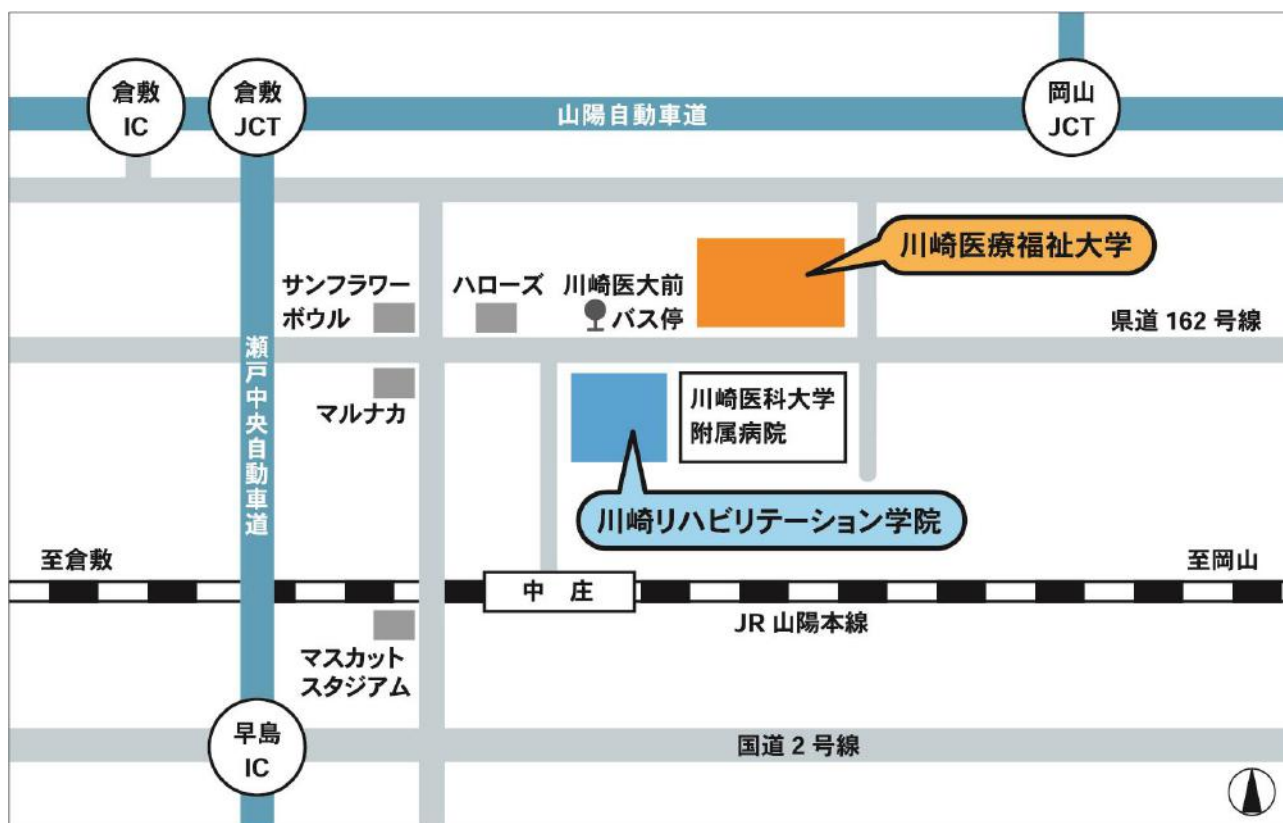 倉敷
IC
倉敷
JCT
山陽自動車道
岡山
JCT
川崎医療福祉大学
サンフラワー
ボウル
ハローズ
川崎医大前
バス停
県道 162 号線
瀬戸中央自動車道
マルナカ
川崎医科大学
附属病院
川崎リハビリテーション学院
至倉敷
至岡山
中 庄
JR 山陽本線
マスカット
スタジアム
早島
IC
国道 2 号線